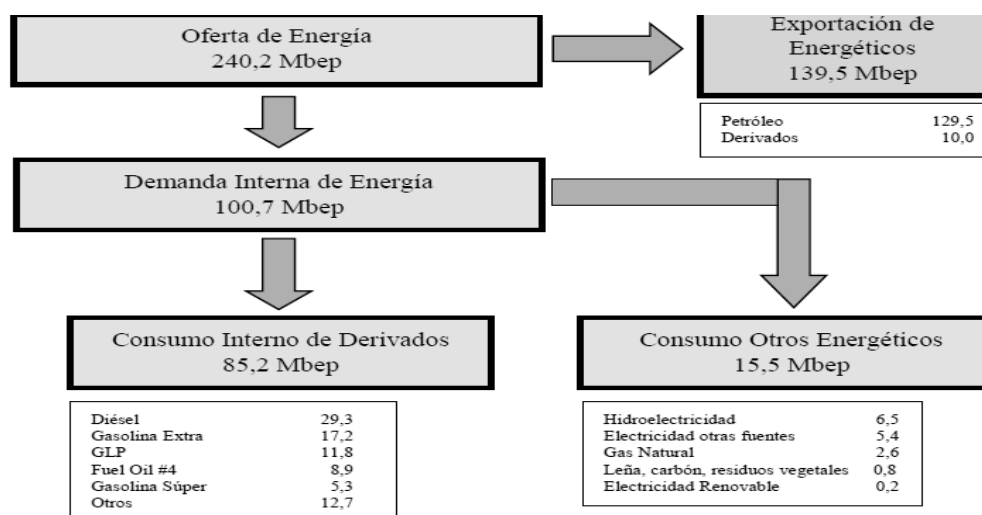 Oferta de Energía
240,2 Mbep
Exportación de
Energéticos
139,5 Mbep
Petróleo 129,5
Derivados 10,0
Demanda Interna de Energía
100,7 Mbep
Consumo Interno de Derivados
85,2 Mbep
Consumo Otros Energéticos
15,5 Mbep
Diésel 29,3
Gasolina Extra 17,2
GLP 11,8
Fuel Oil #4 8,9
Gasolina Súper 5,3
Otros 12,7
Hidroelectricidad 6,5
Electricidad otras fuentes 5,4
Gas Natural 2,6
Leña, carbón, residuos vegetales 0,8
Electricidad Renovable 0,2